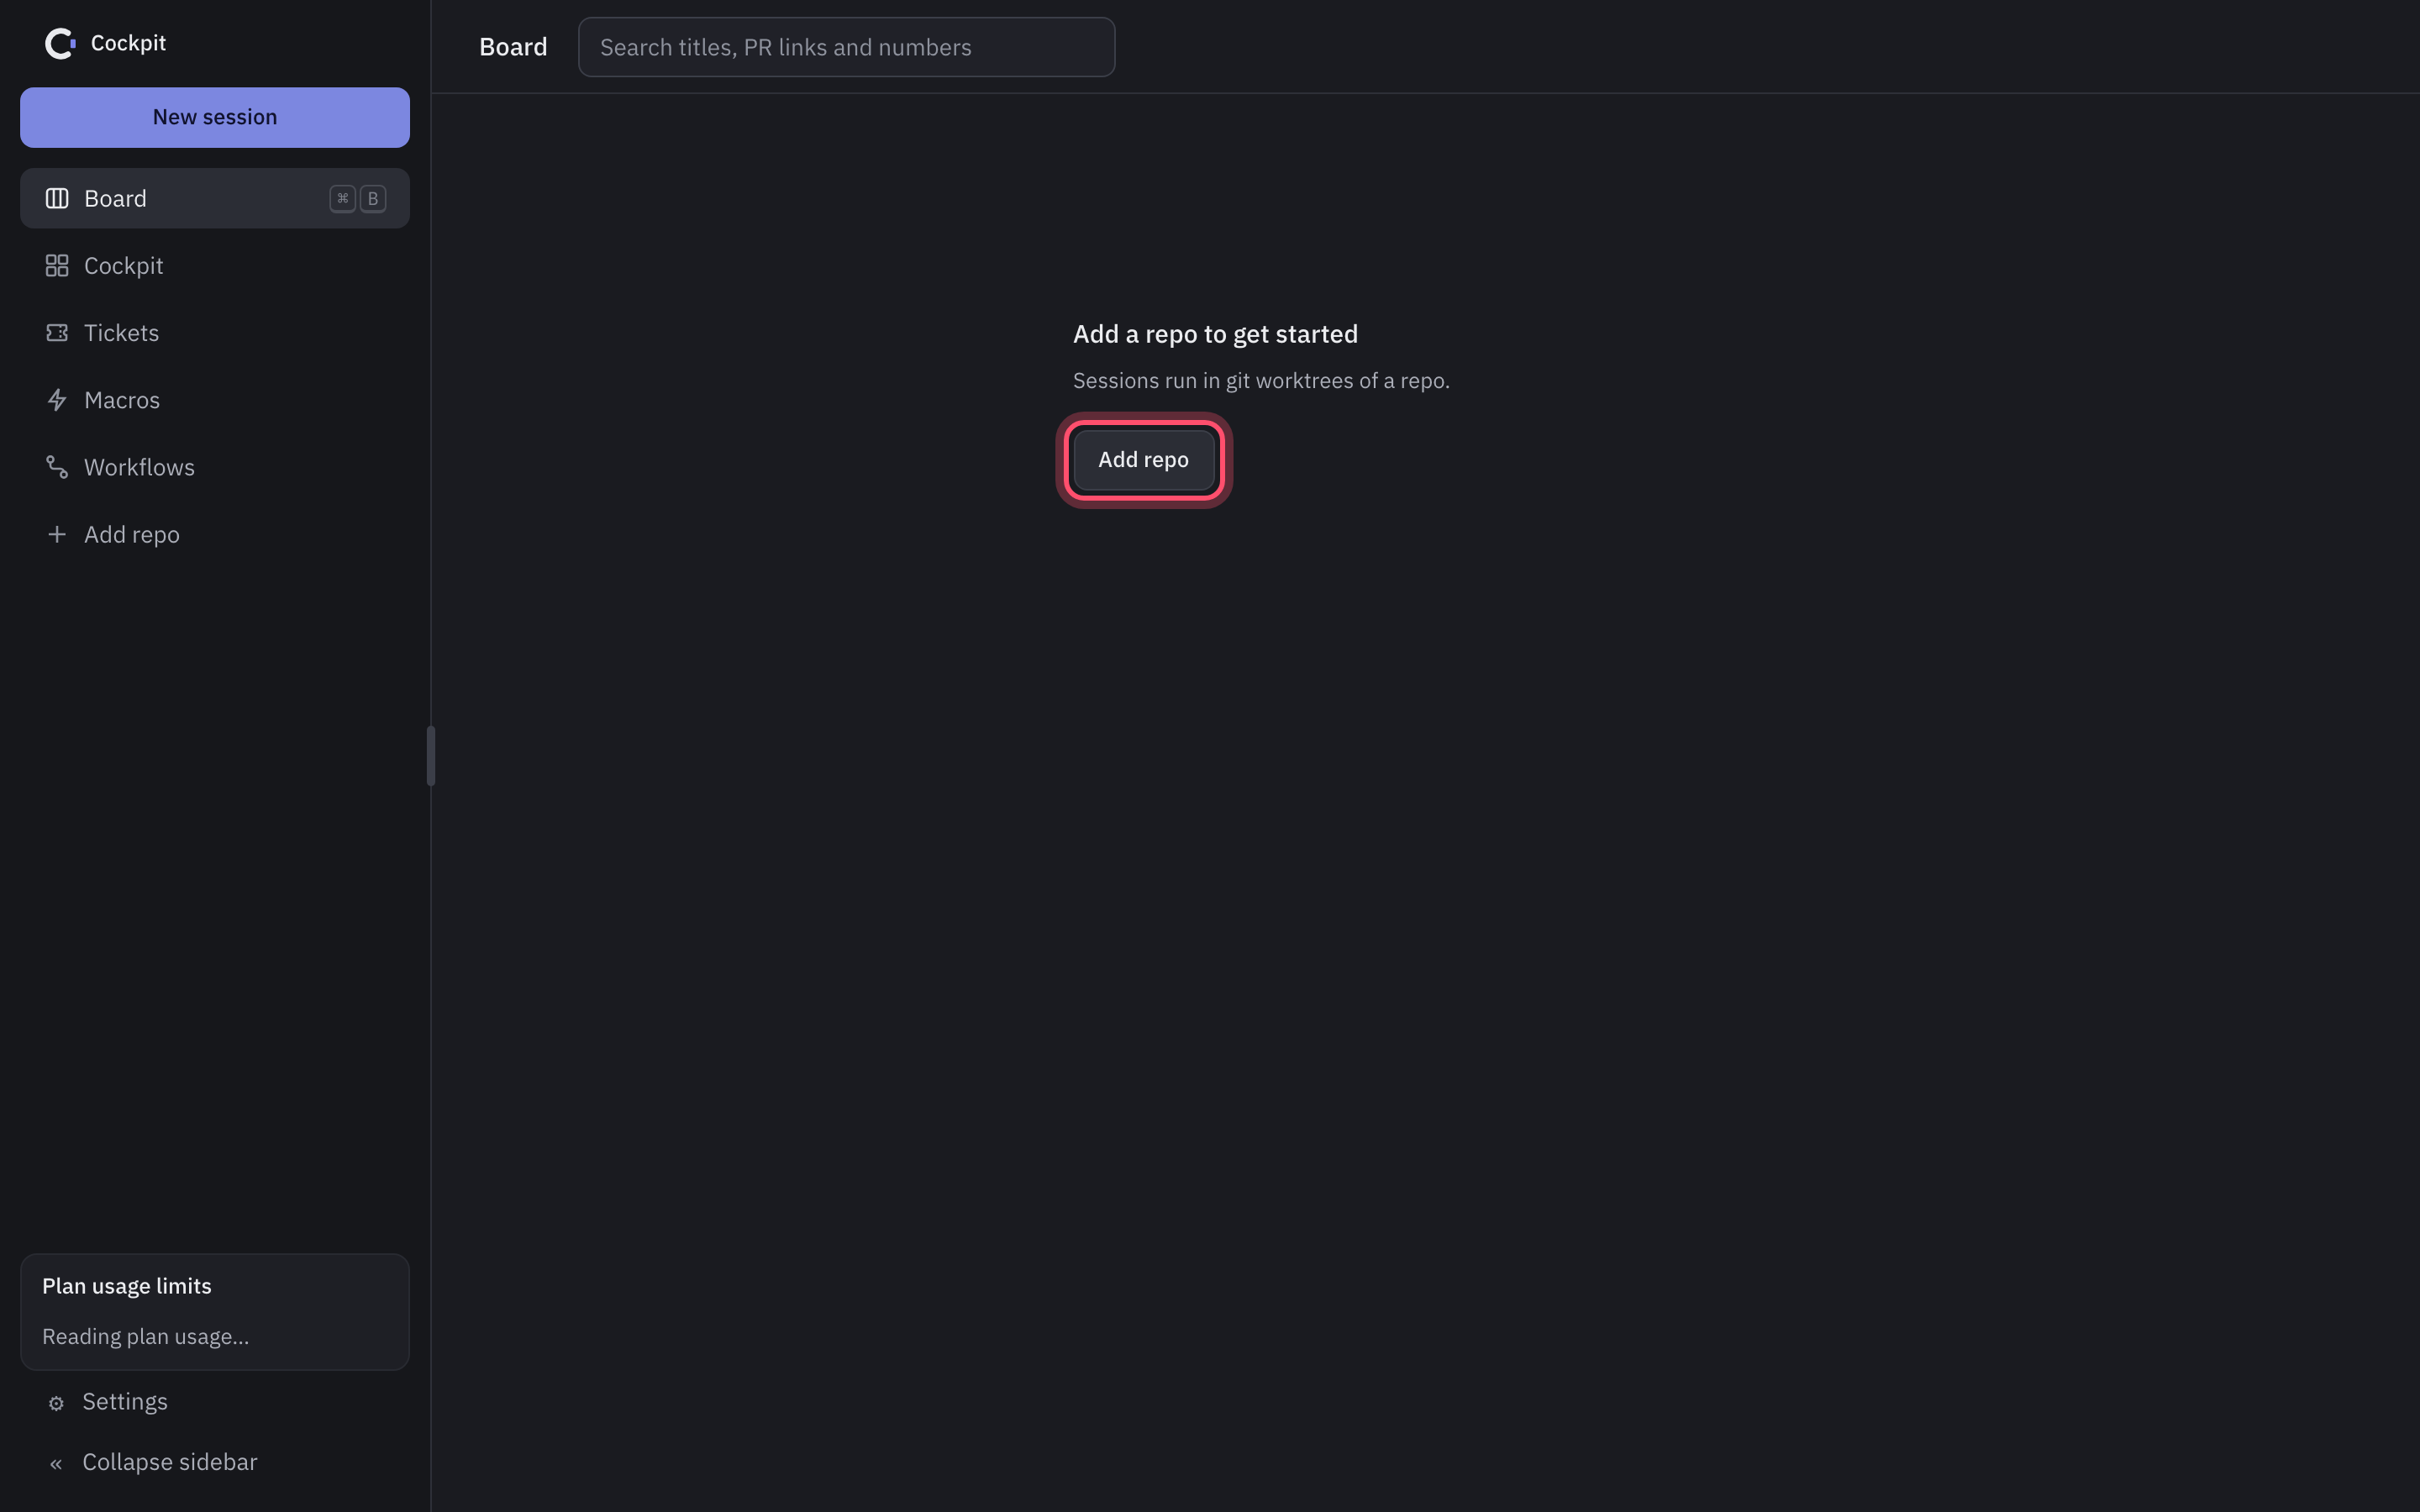 Cockpit
New session
Board ⌘ B
Cockpit
Tickets
Macros
Workflows
Add repo
Plan usage limits
Reading plan usage...
Settings
Collapse sidebar
Board
Search titles, PR links and numbers
Add a repo to get started
Sessions run in git worktrees of a repo.
Add repo